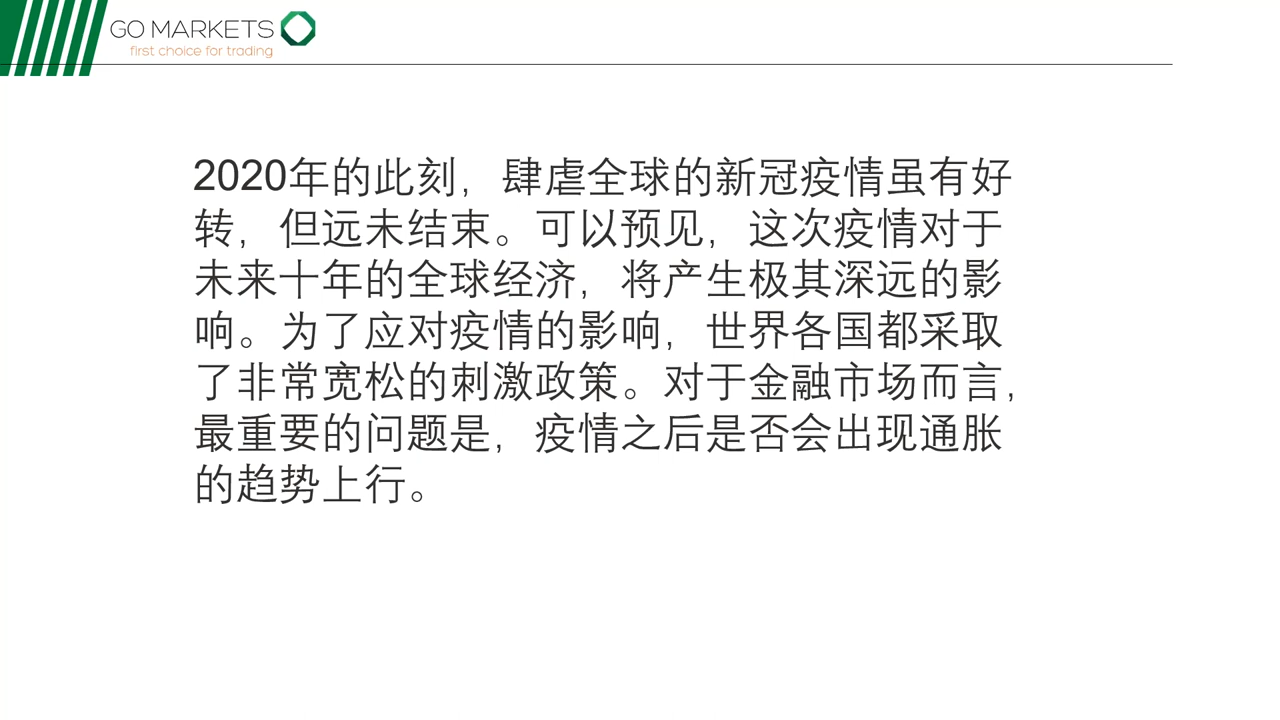 GO MARKETS
first choice for trading
2020年的此刻，肆虐全球的新冠疫情虽有好
转，但远未结束。可以预见，这次疫情对于
未来十年的全球经济，将产生极其深远的影
响。为了应对疫情的影响，世界各国都采取
了非常宽松的刺激政策。对于金融市场而言，
最重要的问题是，疫情之后是否会出现通胀
的趋势上行。